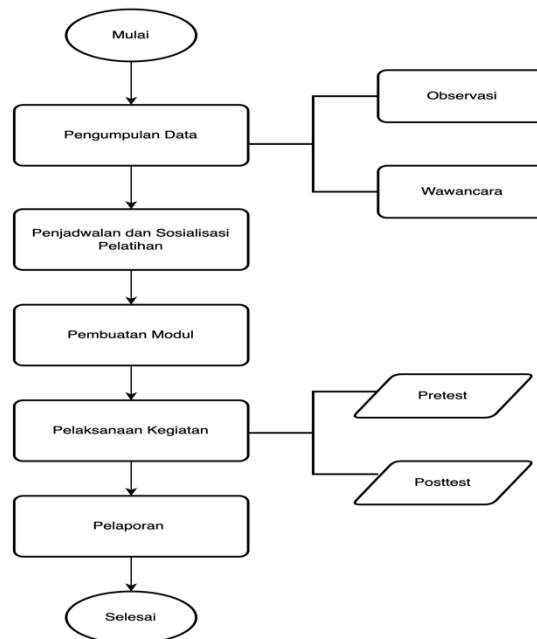 Mulai
Pengumpulan Data
Observasi
Wawancara
Penjadwalan dan Sosialisasi
Pelatihan
Pembuatan Modul
Pelaksanaan Kegiatan
Pretest
Posttest
Pelaporan
Selesai